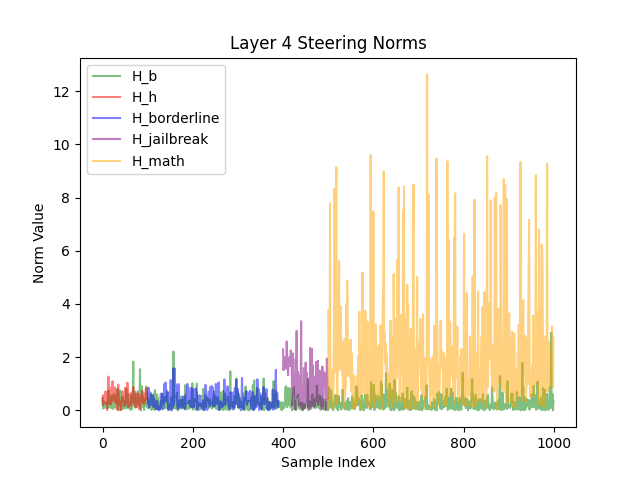 Layer 4 Steering Norms
H_b
H_h
H_borderline
H_jailbreak
H_math
Norm Value
12
10
8
6
4
2
0
0 200 400 600 800 1000
Sample Index